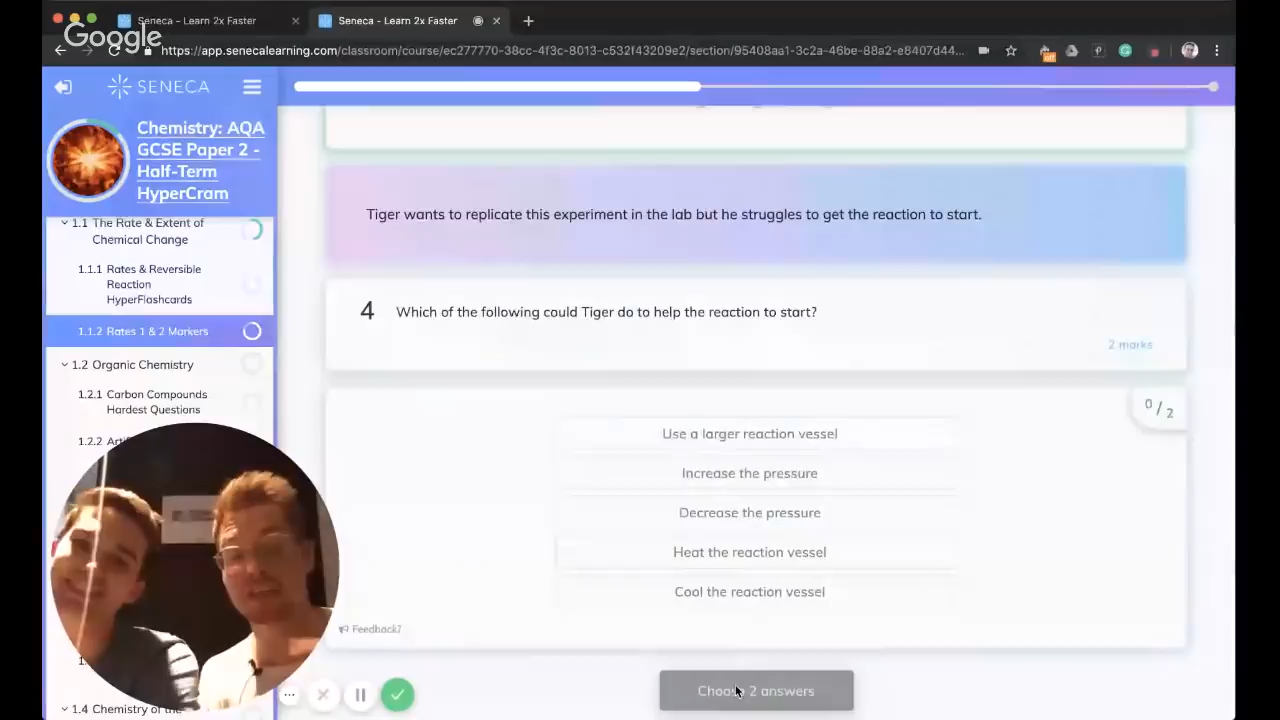 Seneca - Learn 2x Faster
Seneca - Learn 2x Faster
Google
https://app.senecalearning.com/classroom/course/ec277770-38cc-4f3c-8013-c532f43209e2/section/95408aa1-3c2a-46be-88a2-e8407d44...
SENECA
Chemistry: AQA
GCSE Paper 2 -
Half-Term
HyperCram
1.1 The Rate & Extent of
Chemical Change
1.1.1 Rates & Reversible
Reaction
HyperFlashcards
1.1.2 Rates 1 & 2 Markers
1.2 Organic Chemistry
1.2.1 Carbon Compounds
Hardest Questions
1.2.2
1.4 Chemistry of the
Tiger wants to replicate this experiment in the lab but he struggles to get the reaction to start.
4 Which of the following could Tiger do to help the reaction to start?
2 marks
0 / 2
Use a larger reaction vessel
Increase the pressure
Decrease the pressure
Heat the reaction vessel
Cool the reaction vessel
Feedback?
Choose 2 answers